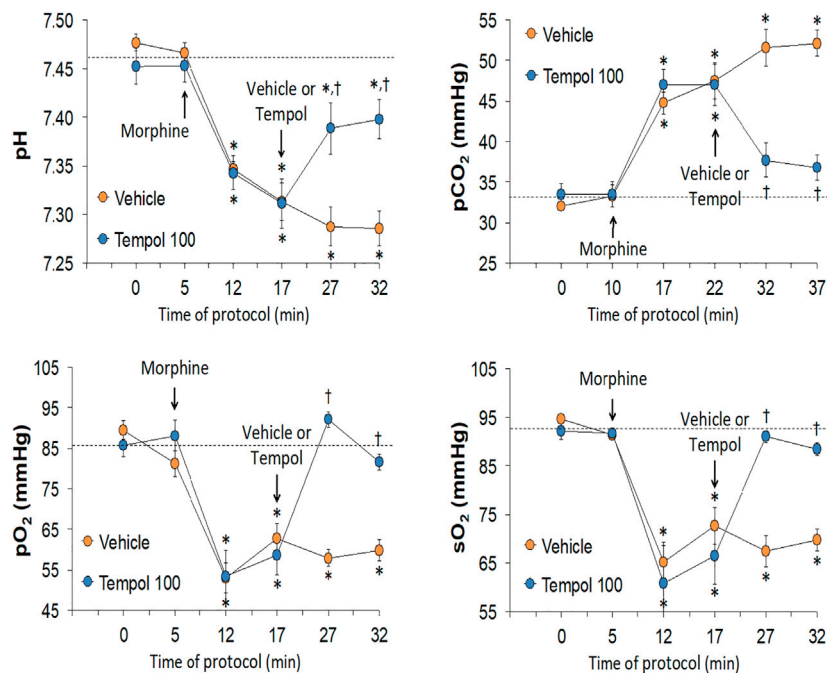 7.50
7.45
7.40
7.35
7.30
7.25
pH
Vehicle or
Tempol
Morphine
*,†
*,†
*
*
*
*
*
*
Vehicle
Tempol 100
0 5 12 17 27 32
Time of protocol (min)
55
50
45
40
35
30
25
pCO2 (mmHg)
Vehicle
Tempol 100
*
*
*
*
*
*
Vehicle or
Tempol
†
†
Morphine
0 10 17 22 32 37
Time of protocol (min)
105
95
85
75
65
55
45
pO2 (mmHg)
Morphine
†
†
Vehicle or
Tempol
*
*
*
*
*
*
Vehicle
Tempol 100
0 5 12 17 27 32
Time of protocol (min)
105
95
85
75
65
55
sO2 (mmHg)
Morphine
Vehicle or
Tempol
†
†
*
*
*
*
*
*
Vehicle
Tempol 100
0 5 12 17 27 32
Time of protocol (min)